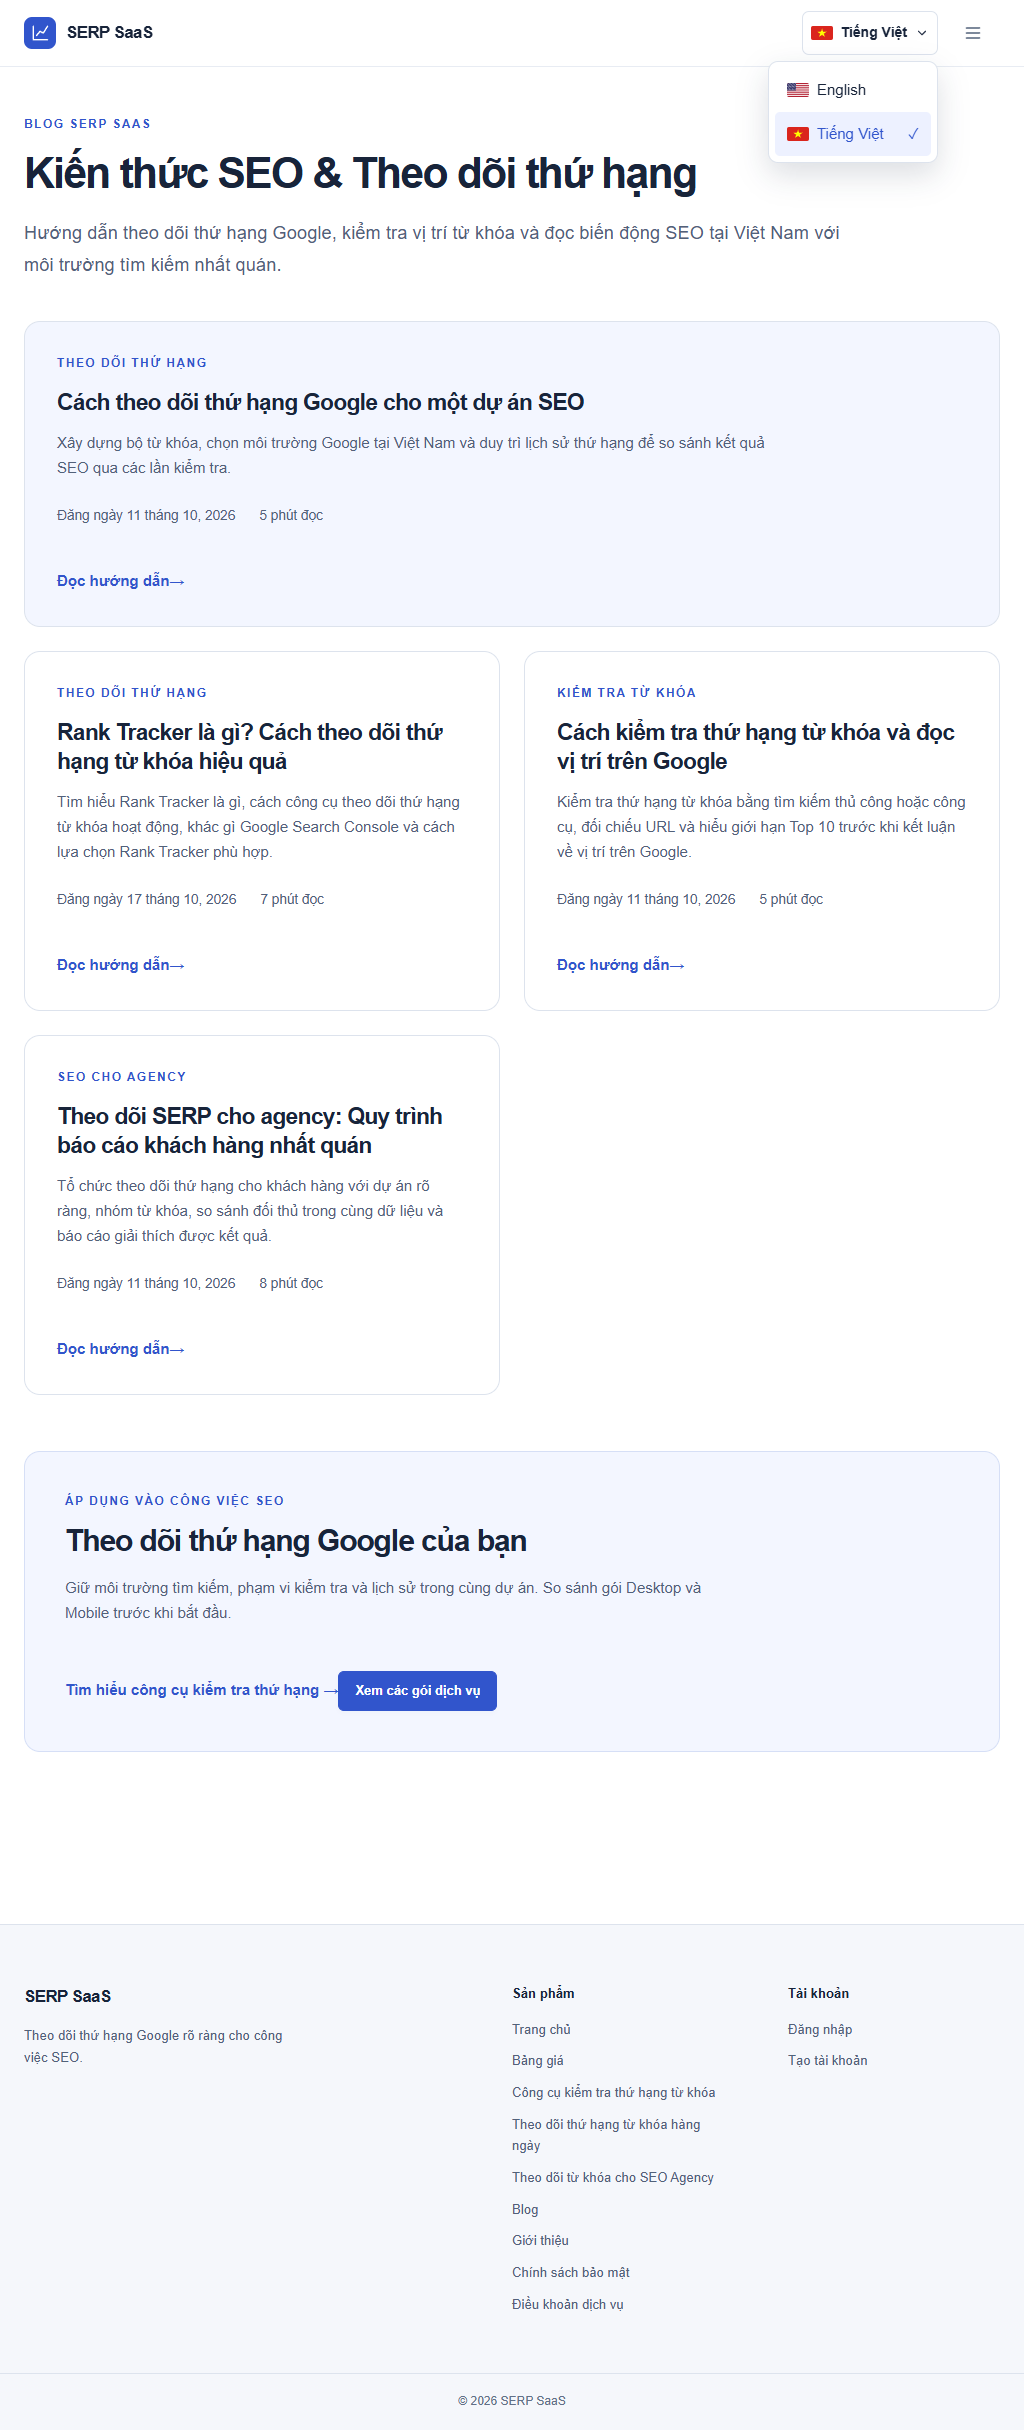 SERP SaaS
Tiếng Việt
English
Tiếng Việt
BLOG SERP SAAS
Kiến thức SEO & Theo dõi thứ hạng
Hướng dẫn theo dõi thứ hạng Google, kiểm tra vị trí từ khóa và đọc biến động SEO tại Việt Nam với
môi trường tìm kiếm nhất quán.
THEO DÕI THỨ HẠNG
Cách theo dõi thứ hạng Google cho một dự án SEO
Xây dựng bộ từ khóa, chọn môi trường Google tại Việt Nam và duy trì lịch sử thứ hạng để so sánh kết quả
SEO qua các lần kiểm tra.
Đăng ngày 11 tháng 10, 2026 5 phút đọc
Đọc hướng dẫn→
THEO DÕI THỨ HẠNG
Rank Tracker là gì? Cách theo dõi thứ
hạng từ khóa hiệu quả
Tìm hiểu Rank Tracker là gì, cách công cụ theo dõi thứ hạng
từ khóa hoạt động, khác gì Google Search Console và cách
lựa chọn Rank Tracker phù hợp.
Đăng ngày 17 tháng 10, 2026 7 phút đọc
Đọc hướng dẫn→
KIỂM TRA TỪ KHÓA
Cách kiểm tra thứ hạng từ khóa và đọc
vị trí trên Google
Kiểm tra thứ hạng từ khóa bằng tìm kiếm thủ công hoặc công
cụ, đối chiếu URL và hiểu giới hạn Top 10 trước khi kết luận
về vị trí trên Google.
Đăng ngày 11 tháng 10, 2026 5 phút đọc
Đọc hướng dẫn→
SEO CHO AGENCY
Theo dõi SERP cho agency: Quy trình
báo cáo khách hàng nhất quán
Tổ chức theo dõi thứ hạng cho khách hàng với dự án rõ
ràng, nhóm từ khóa, so sánh đối thủ trong cùng dữ liệu và
báo cáo giải thích được kết quả.
Đăng ngày 11 tháng 10, 2026 8 phút đọc
Đọc hướng dẫn→
ÁP DỤNG VÀO CÔNG VIỆC SEO
Theo dõi thứ hạng Google của bạn
Giữ môi trường tìm kiếm, phạm vi kiểm tra và lịch sử trong cùng dự án. So sánh gói Desktop và
Mobile trước khi bắt đầu.
Tìm hiểu công cụ kiểm tra thứ hạng →
Xem các gói dịch vụ
SERP SaaS
Theo dõi thứ hạng Google rõ ràng cho công
việc SEO.
Sản phẩm
Trang chủ
Bảng giá
Công cụ kiểm tra thứ hạng từ khóa
Theo dõi thứ hạng từ khóa hàng
ngày
Theo dõi từ khóa cho SEO Agency
Blog
Giới thiệu
Chính sách bảo mật
Điều khoản dịch vụ
Tài khoản
Đăng nhập
Tạo tài khoản
© 2026 SERP SaaS